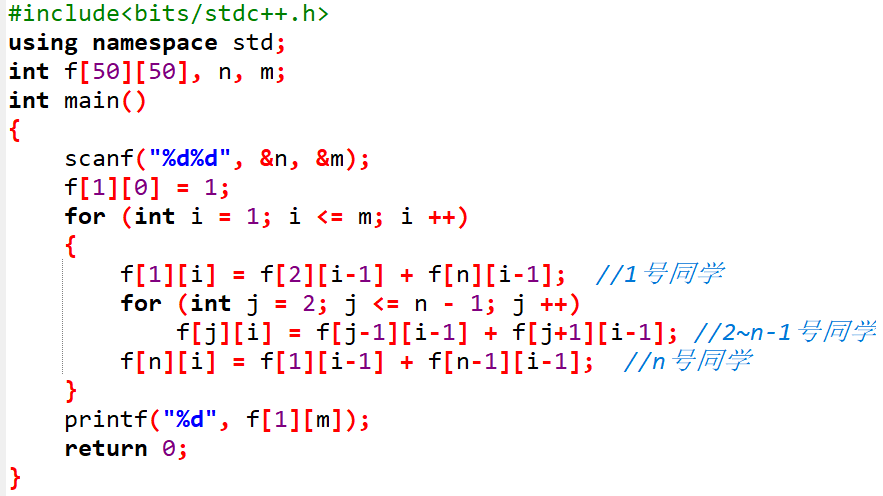 #include<bits/stdc++.h>
using namespace std;
int f[50][50], n, m;
int main()
{
    scanf("%d%d", &n, &m);
    f[1][0] = 1;
    for (int i = 1; i <= m; i ++)
    {
        f[1][i] = f[2][i-1] + f[n][i-1];  //1号同学
        for (int j = 2; j <= n - 1; j ++)
            f[j][i] = f[j-1][i-1] + f[j+1][i-1]; //2~n-1号同学
        f[n][i] = f[1][i-1] + f[n-1][i-1];  //n号同学
    }
    printf("%d", f[1][m]);
    return 0;
}